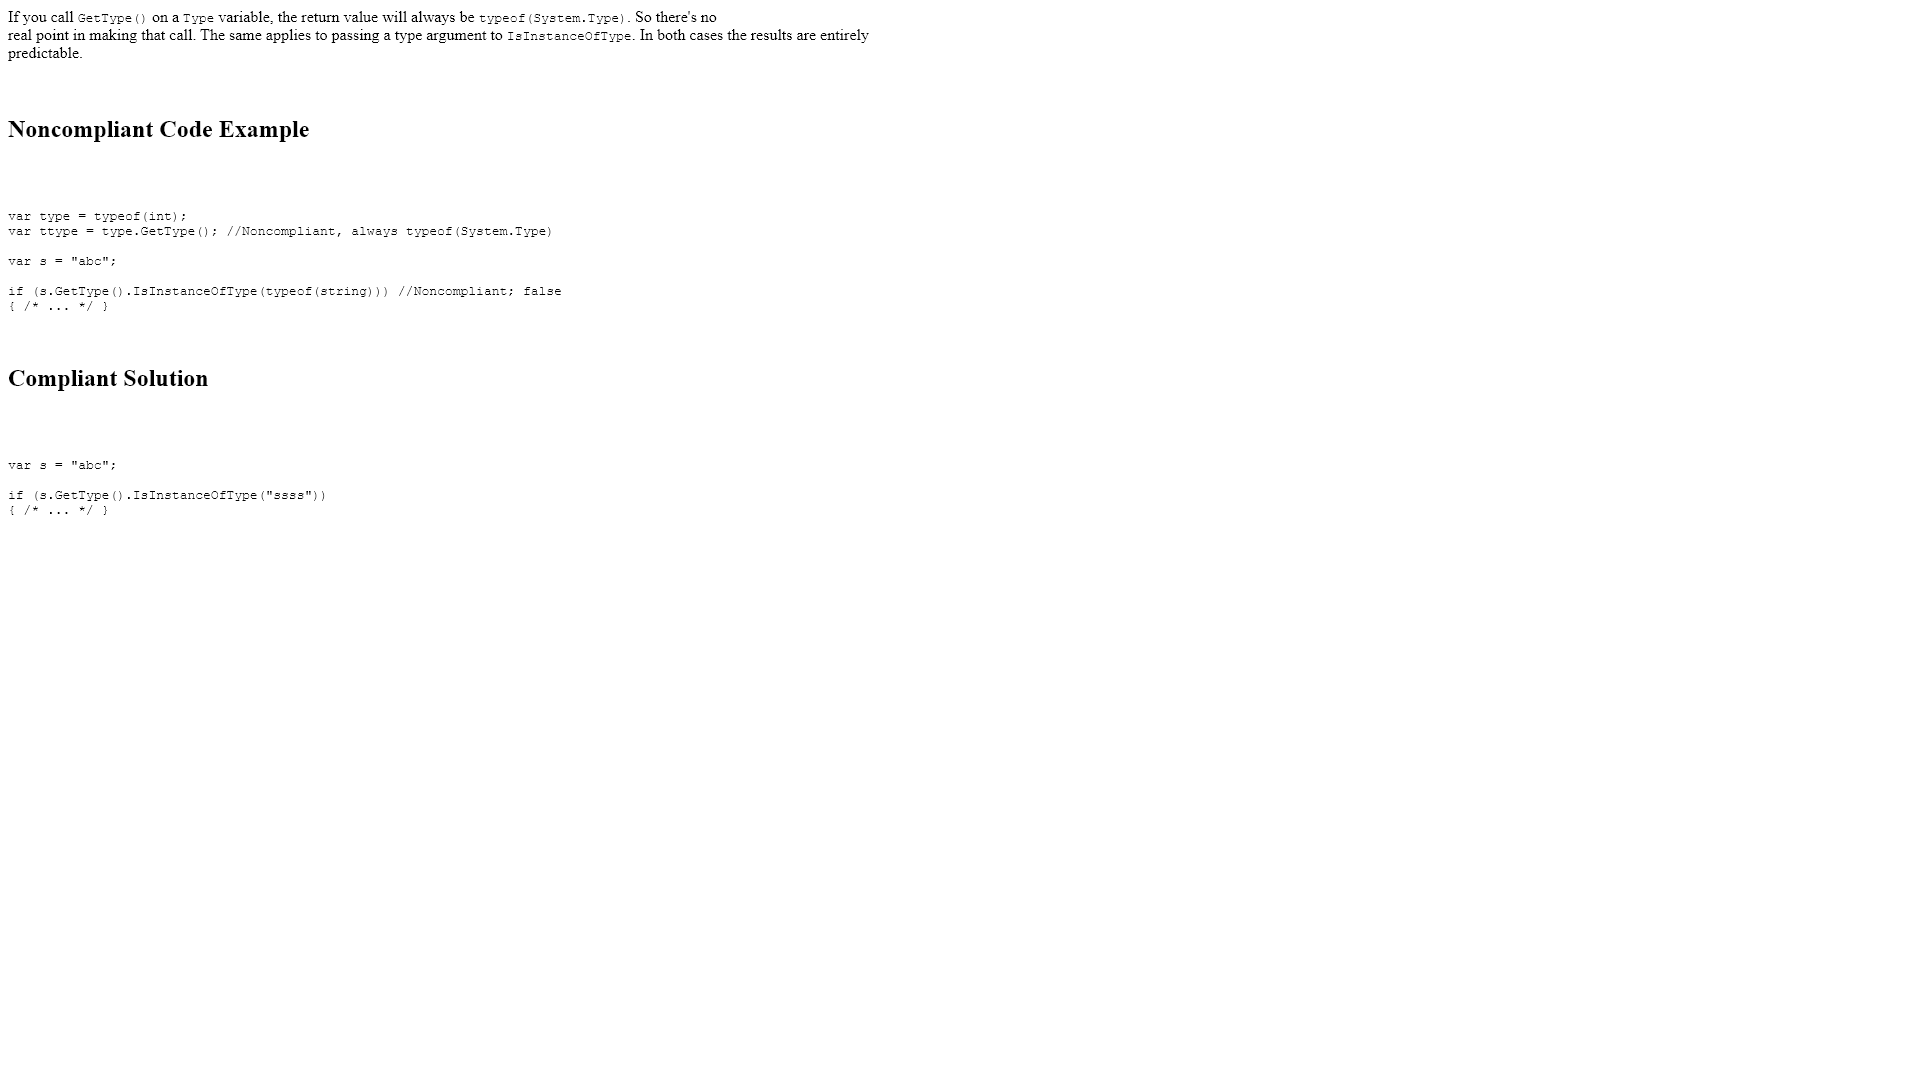 If you call GetType() on a Type variable, the return value will always be typeof(System.Type). So there's no
real point in making that call. The same applies to passing a type argument to IsInstanceOfType. In both cases the results are entirely
predictable.
Noncompliant Code Example
var type = typeof(int);
var ttype = type.GetType(); //Noncompliant, always typeof(System.Type)
var s = "abc";
if (s.GetType().IsInstanceOfType(typeof(string))) //Noncompliant; false
{ /* ... */ }
Compliant Solution
var s = "abc";
if (s.GetType().IsInstanceOfType("ssss"))
{ /* ... */ }